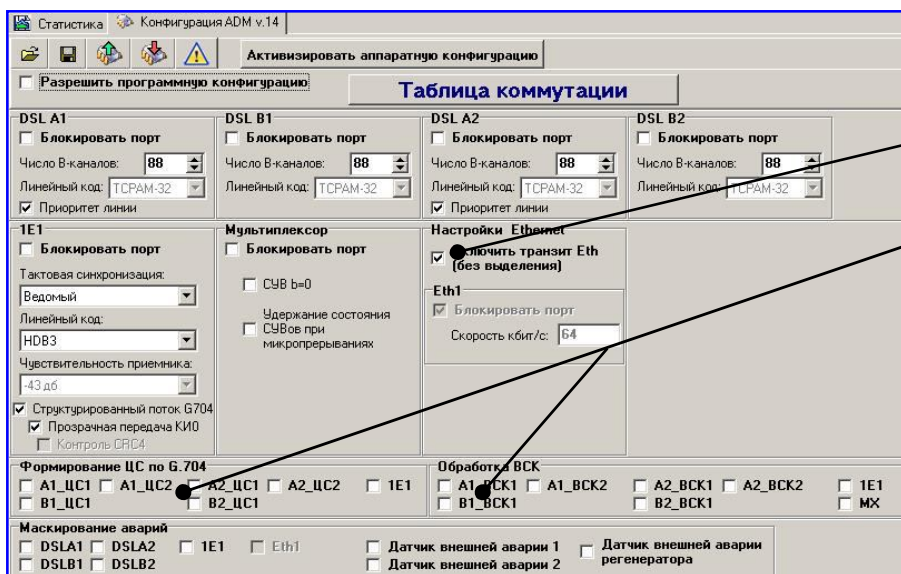 Статистика Конфигурация ADM v.14
Активизировать аппаратную конфигурацию
Разрешить программную конфигурацию
Таблица коммутации
DSL A1 DSL B1 DSL A2 DSL B2
Блокировать порт Блокировать порт Блокировать порт Блокировать порт
Число B-каналов: 88 Число B-каналов: 88 Число B-каналов: 88 Число B-каналов: 88
Линейный код: TCPAM-32 Линейный код: TCPAM-32 Линейный код: TCPAM-32 Линейный код: TCPAM-32
Приоритет линии Приоритет линии
1E1 Мультиплексор Настройки Ethernet
Блокировать порт Блокировать порт Включить транзит Eth
(без выделения)
Тактовая синхронизация:
Ведомый
СУВ b=0
Eth1
Блокировать порт
Линейный код:
HDB3
Удержание состояния
СУВов при
микропрерываниях
Скорость кбит/с: 64
Чувствительность приемника:
-43 дб
Структурированный поток G704
Прозрачная передача КИО
Контроль CRC4
Формирование ЦС по G.704 Обработка ВСК
A1_ЦС1 A1_ЦС2 A2_ЦС1 A2_ЦС2 1E1 A1_ВСК1 A1_ВСК2 A2_ВСК1 A2_ВСК2 1E1
B1_ЦС1 B2_ЦС1 B1_ВСК1 B2_ВСК1 MX
Маскирование аварий
DSLA1 DSLA2 1E1 Eth1 Датчик внешней аварии 1 Датчик внешней аварии
DSLB1 DSLB2 Датчик внешней аварии 2 регенератора